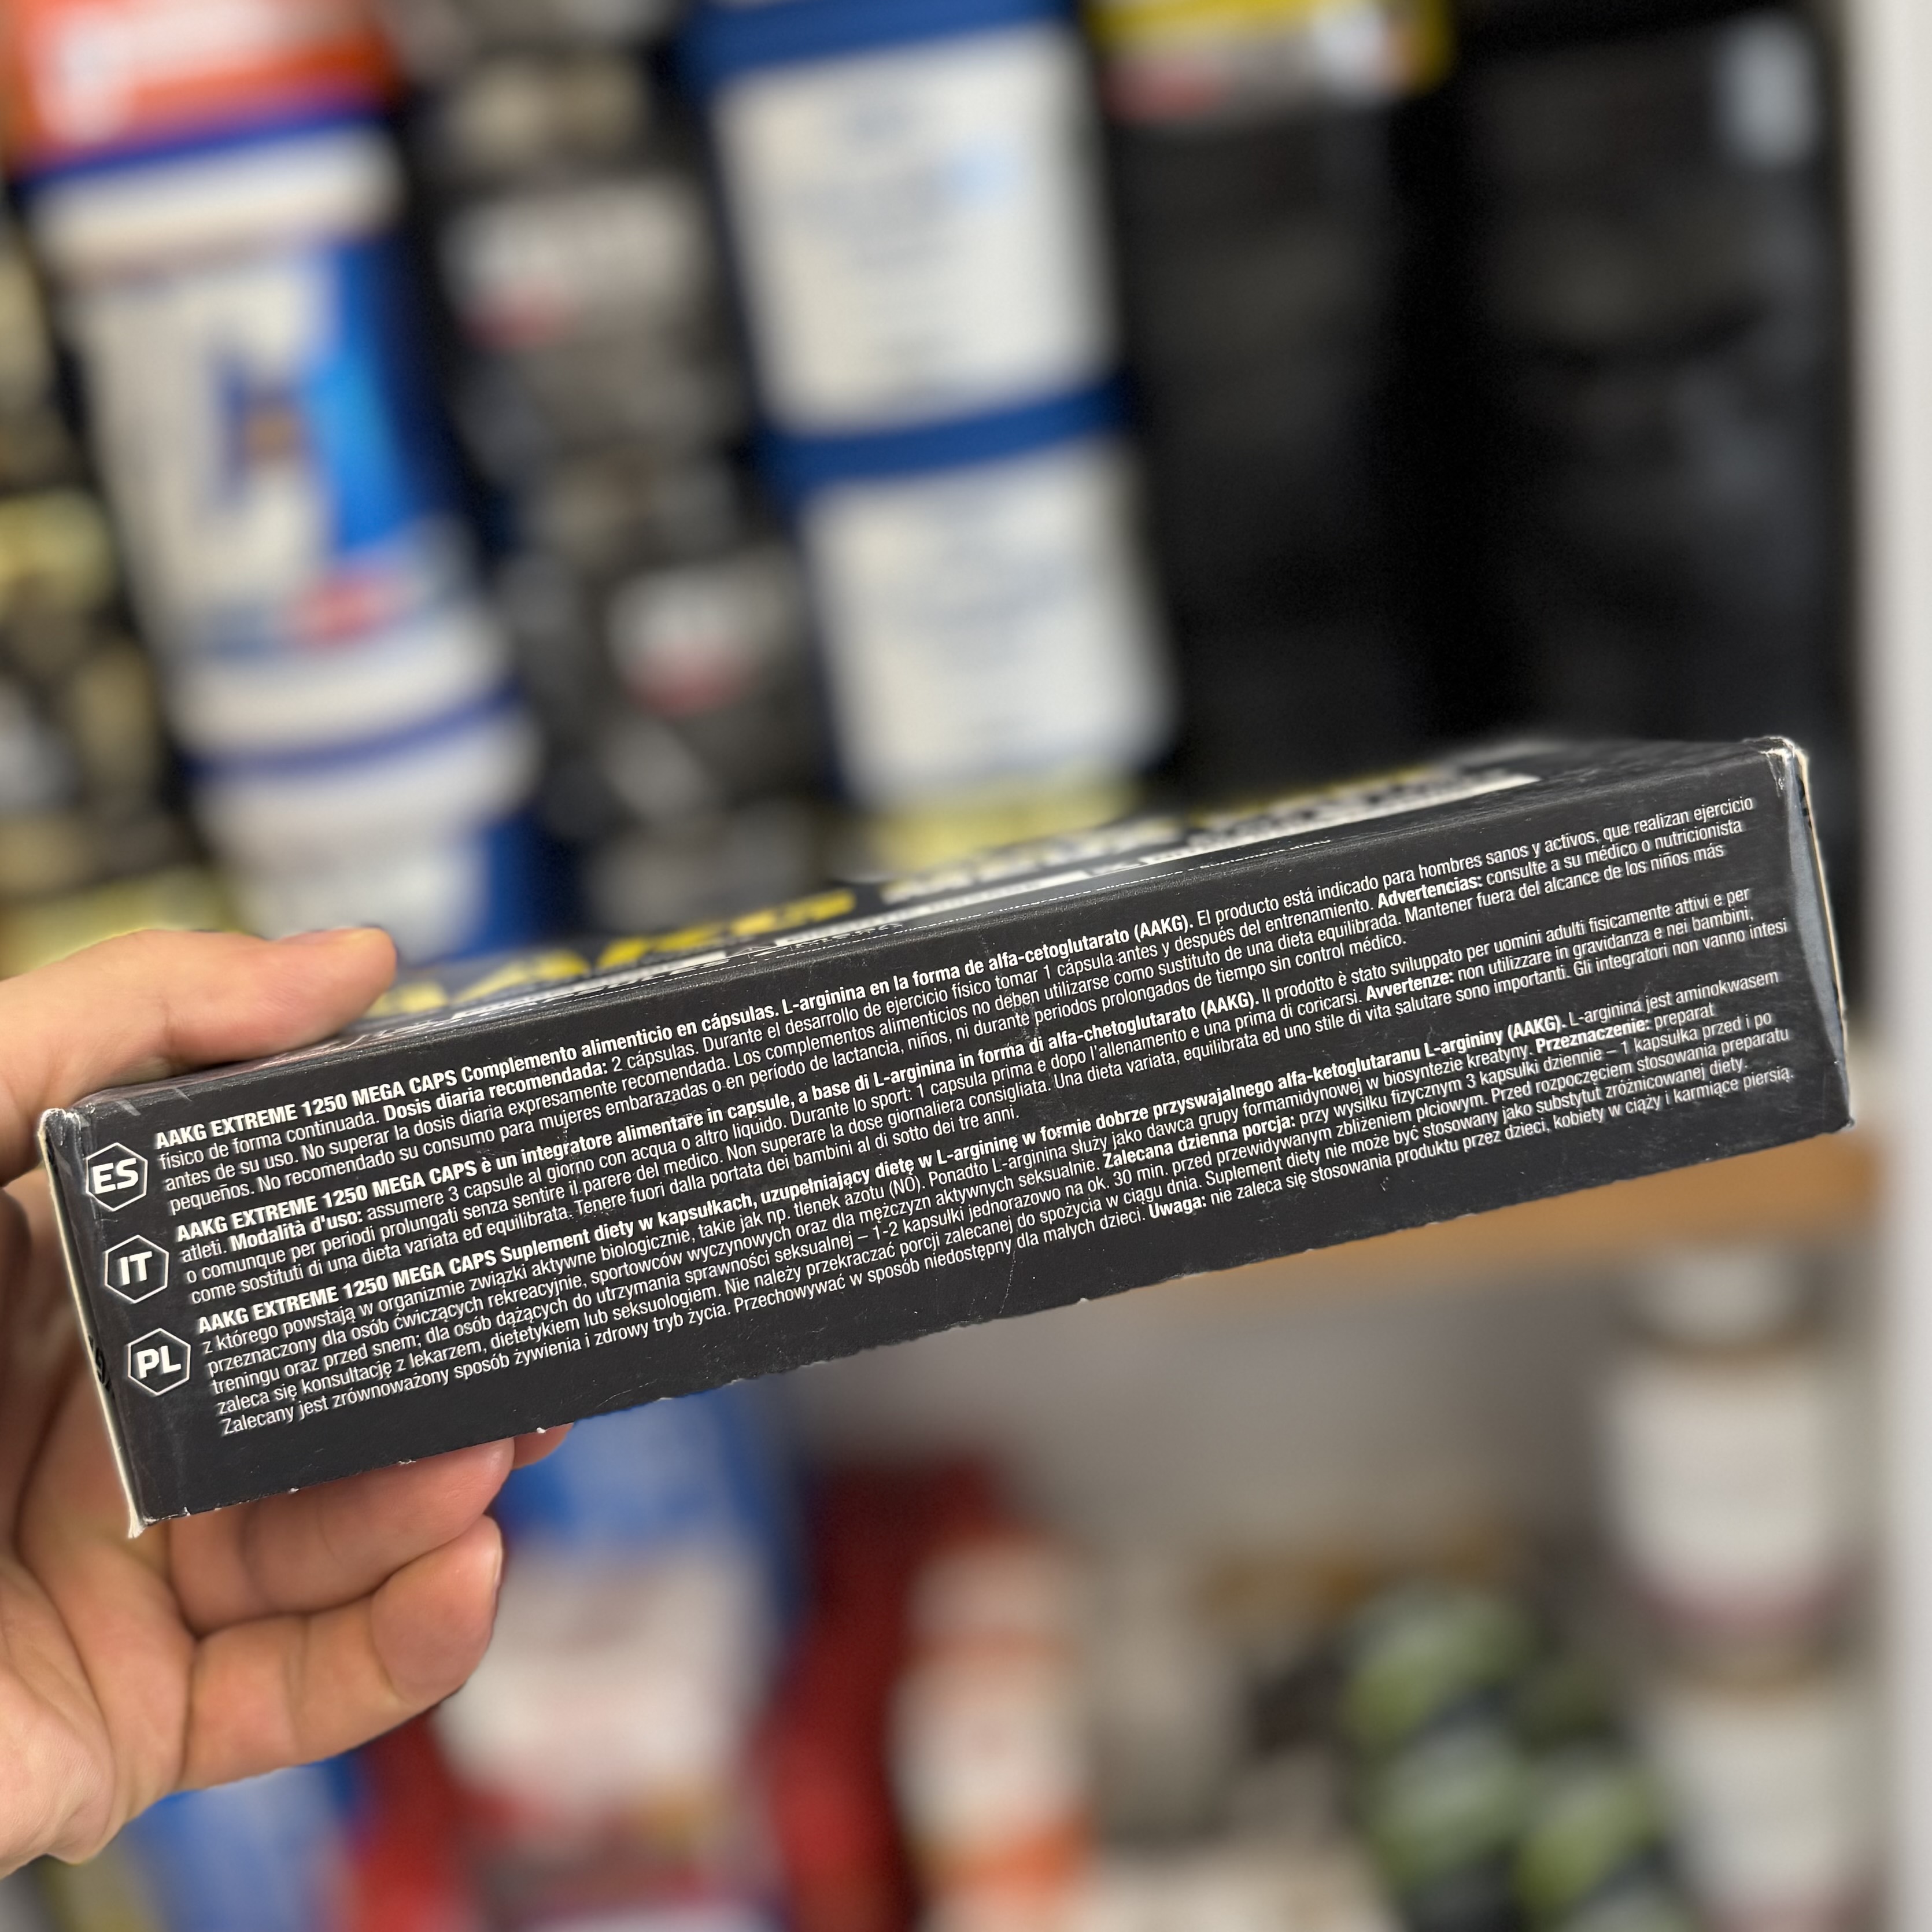 ES
AAKG EXTREME 1250 MEGA CAPS Complemento alimenticio en cápsulas. L-arginina en la forma de alfa-cetoglutarato (AAKG). El producto está indicado para hombres sanos y activos, que realizan ejercicio
físico de forma continuada. Dosis diaria recomendada: 2 cápsulas. Durante el desarrollo de ejercicio físico tomar 1 cápsula antes y después del entrenamiento. Advertencias: consulte a su médico o nutricionista
antes de su uso. No superar la dosis diaria expresamente recomendada. Los complementos alimenticios no deben utilizarse como sustituto de una dieta equilibrada. Mantener fuera del alcance de los niños más
pequeños. No recomendado su consumo para mujeres embarazadas o en período de lactancia, niños, ni durante periodos prolongados de tiempo sin control médico.
IT
AAKG EXTREME 1250 MEGA CAPS è un integratore alimentare in capsule, a base di L-arginina in forma di alfa-chetoglutarato (AAKG). Il prodotto è stato sviluppato per uomini adulti fisicamente attivi e per
atleti. Modalità d'uso: assumere 3 capsule al giorno con acqua o altro liquido. Durante lo sport: 1 capsula prima e dopo l'allenamento e una prima di coricarsi. Avvertenze: non utilizzare in gravidanza e nei bambini,
o comunque per periodi prolungati senza sentire il parere del medico. Non superare la dose giornaliera consigliata. Una dieta variata, equilibrata ed uno stile di vita salutare sono importanti. Gli integratori non vanno intesi
come sostituti di una dieta variata ed equilibrata. Tenere fuori dalla portata dei bambini al di sotto dei tre anni.
PL
AAKG EXTREME 1250 MEGA CAPS Suplement diety w kapsułkach, uzupełniający dietę w L-argininę w formie dobrze przyswajalnego alfa-ketoglutaranu L-argininy (AAKG). L-arginina jest aminokwasem
z którego powstają w organizmie związki aktywne biologicznie, takie jak np. tlenek azotu (NO). Ponadto L-arginina służy jako dawca grupy formamidynowej w biosyntezie kreatyny. Przeznaczenie: preparat
przeznaczony dla osób ćwiczących rekreacyjnie, sportowców wyczynowych oraz dla mężczyzn aktywnych seksualnie. Zalecana dzienna porcja: przy wysiłku fizycznym 3 kapsułki dziennie – 1 kapsułka przed i po
treningu oraz przed snem; dla osób dążących do utrzymania sprawności seksualnej – 1-2 kapsułki jednorazowo na ok. 30 min. przed przewidywanym zbliżeniem płciowym. Przed rozpoczęciem stosowania preparatu
zaleca się konsultację z lekarzem, dietetykiem lub seksuologiem. Nie należy przekraczać porcji zalecanej do spożycia w ciągu dnia. Suplement diety nie może być stosowany jako substytut zróżnicowanej diety.
Zalecany jest zrównoważony sposób żywienia i zdrowy tryb życia. Przechowywać w sposób niedostępny dla małych dzieci. Uwaga: nie zaleca się stosowania produktu przez dzieci, kobiety w ciąży i karmiące piersią.